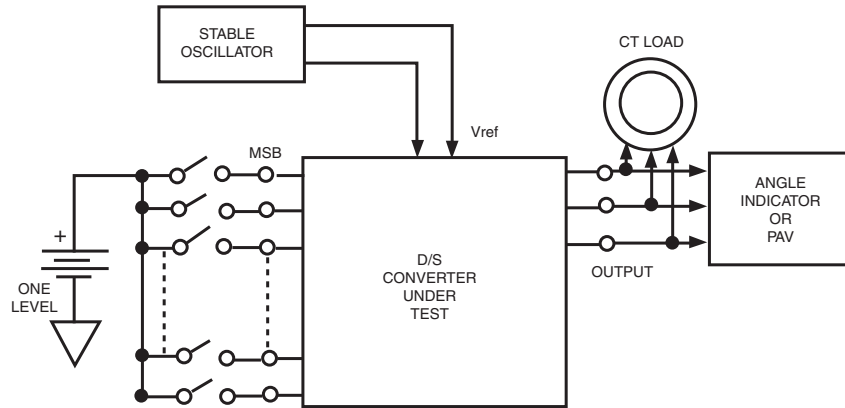 STABLE
OSCILLATOR
CT LOAD
Vref
MSB
ANGLE
INDICATOR
OR
PAV
+
D/S
CONVERTER
UNDER
TEST
OUTPUT
ONE
LEVEL